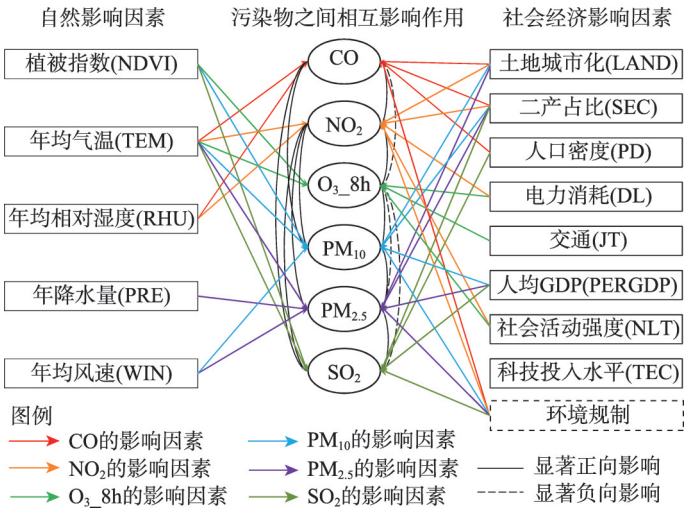 自然影响因素
污染物之间相互影响作用
社会经济影响因素
植被指数(NDVI)
年均气温(TEM)
年均相对湿度(RHU)
年降水量(PRE)
年均风速(WIN)
CO
NO₂
O₃_8h
PM₁₀
PM₂.₅
SO₂
土地城市化(LAND)
二产占比(SEC)
人口密度(PD)
电力消耗(DL)
交通(JT)
人均GDP(PERGDP)
社会活动强度(NLT)
科技投入水平(TEC)
环境规制
图例
CO的影响因素
NO₂的影响因素
O₃_8h的影响因素
PM₁₀的影响因素
PM₂.₅的影响因素
SO₂的影响因素
显著正向影响
显著负向影响